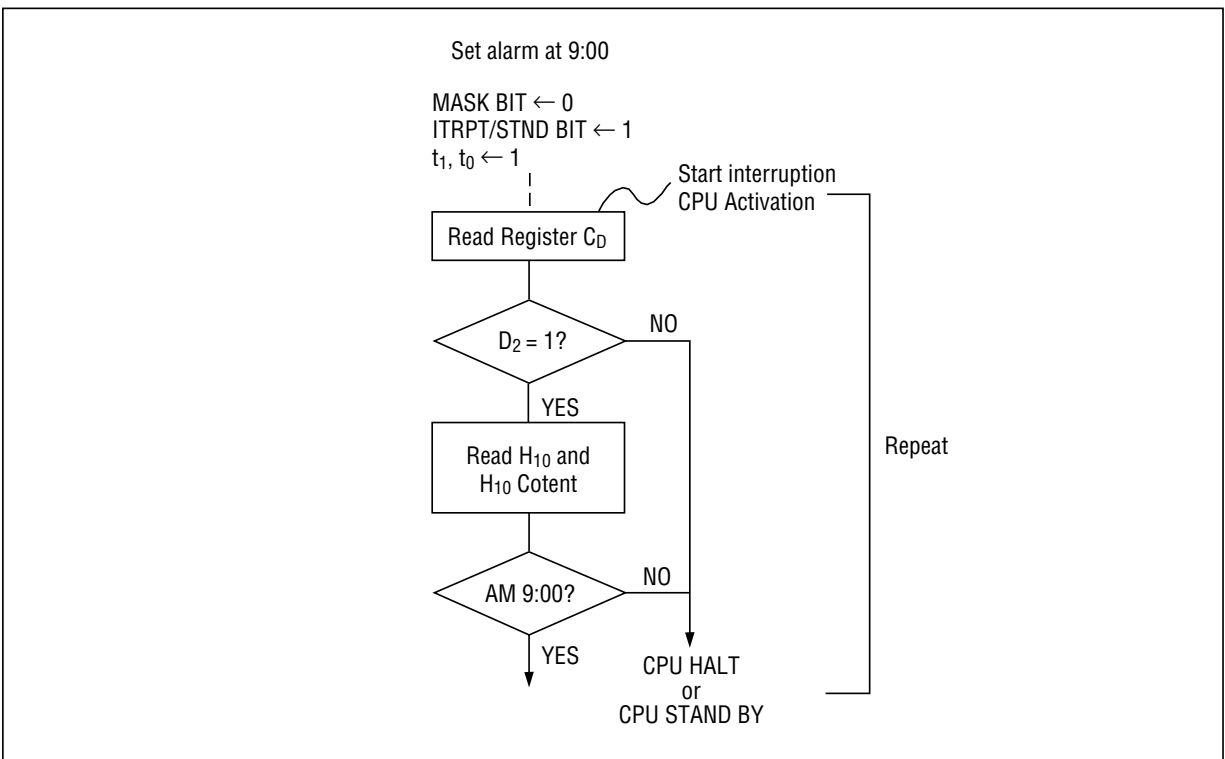 Set alarm at 9:00
MASK BIT ← 0
ITRPT/STND BIT ← 1
t₁, t₀ ← 1
Start interruption
CPU Activation
Read Register C_D
D₂ = 1?
NO
YES
Read H₁₀ and
H₁₀ Cotent
Repeat
AM 9:00?
NO
YES
CPU HALT
or
CPU STAND BY